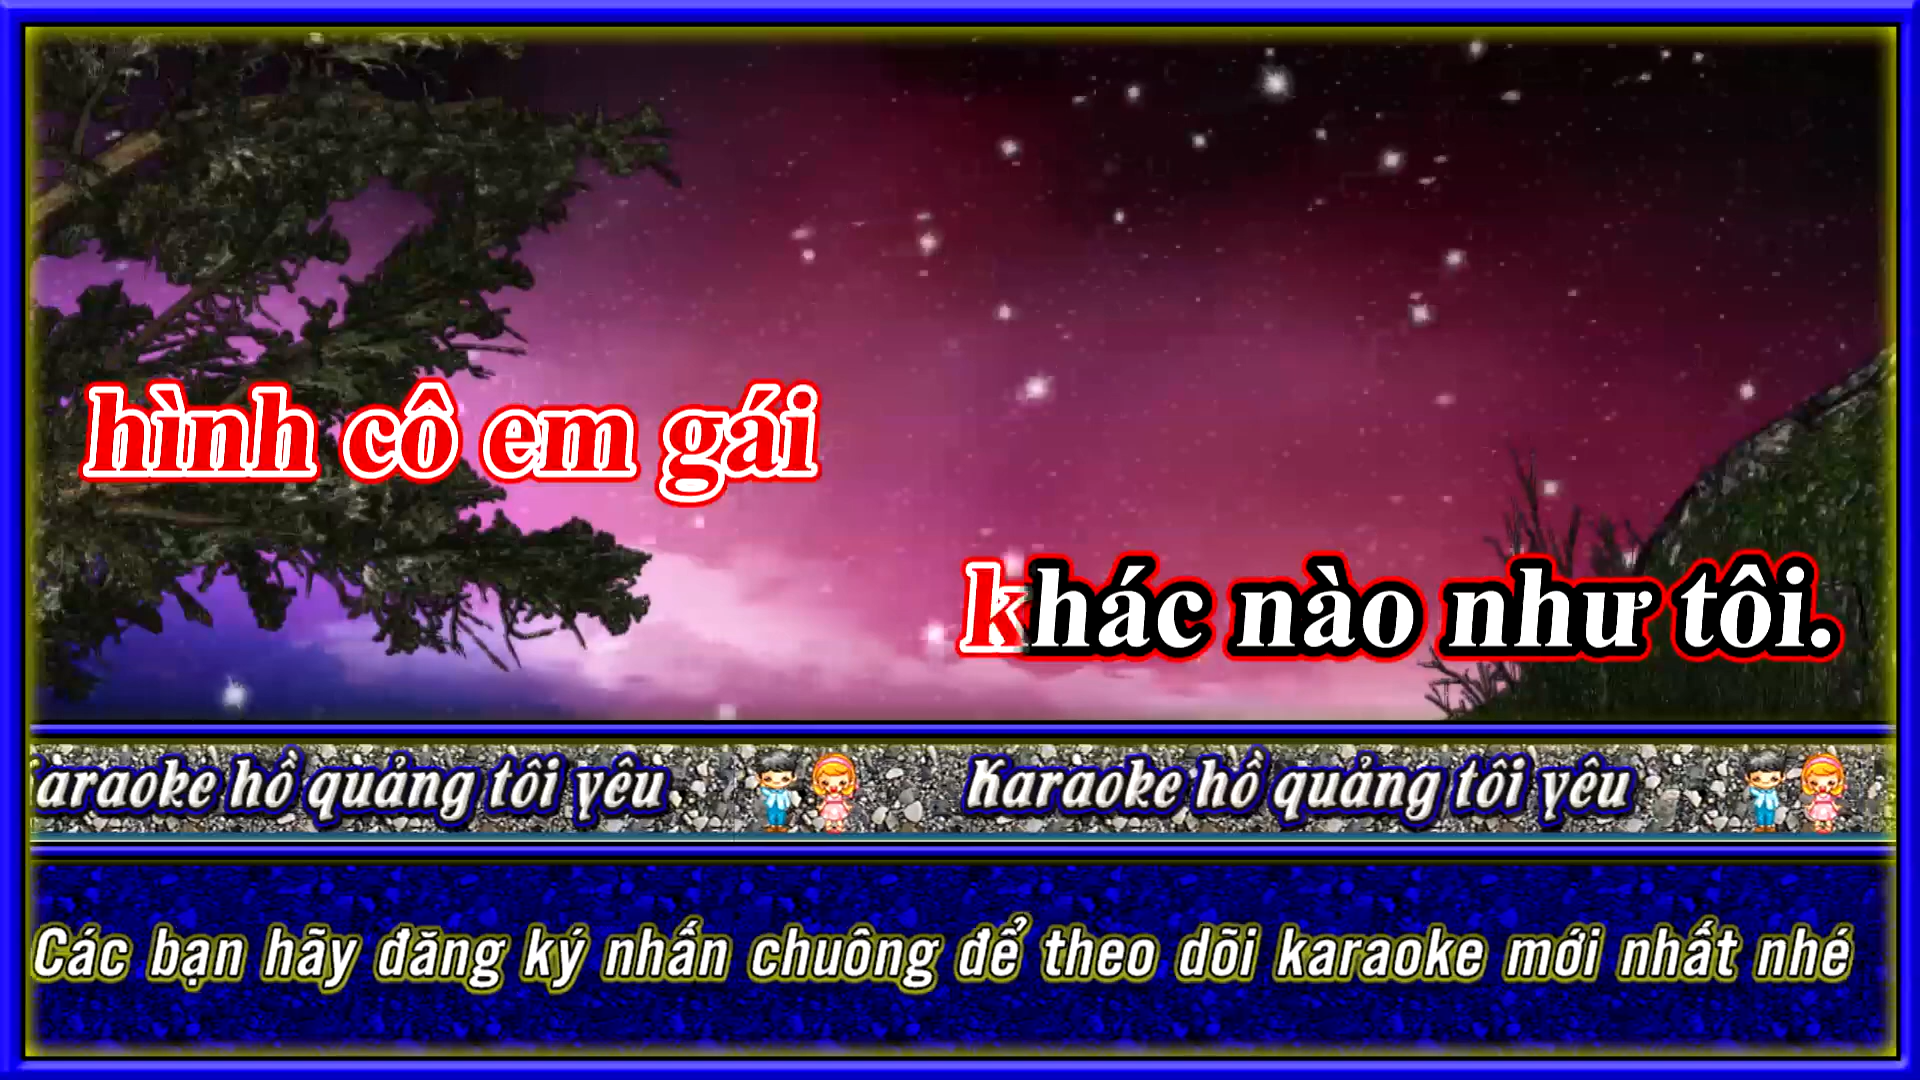 hình cô em gái
khác nào như tôi.
araoke hồ quảng tôi yêu Karaoke hồ quảng tôi yêu
Các bạn hãy đăng ký nhấn chuông để theo dõi karaoke mới nhất nhé